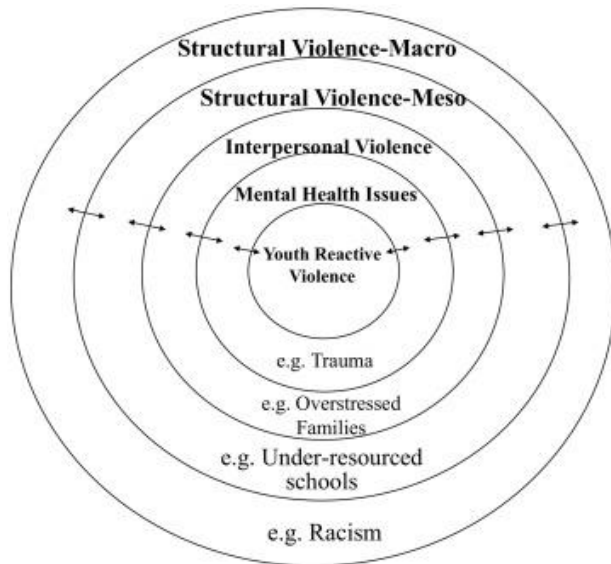 Structural Violence-Macro
Structural Violence-Meso
Interpersonal Violence
Mental Health Issues
Youth Reactive
Violence
e.g. Trauma
e.g. Overstressed
Families
e.g. Under-resourced
schools
e.g. Racism